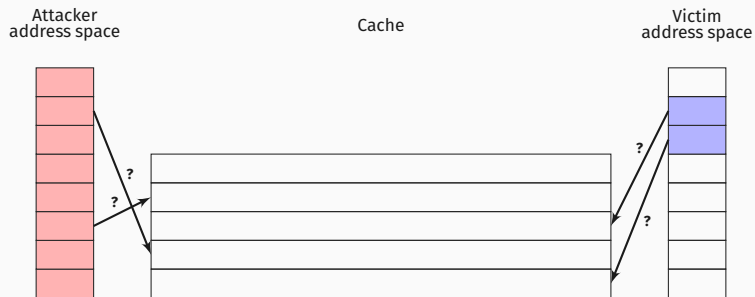 Attacker
address space
Cache
Victim
address space
?
?
?
?